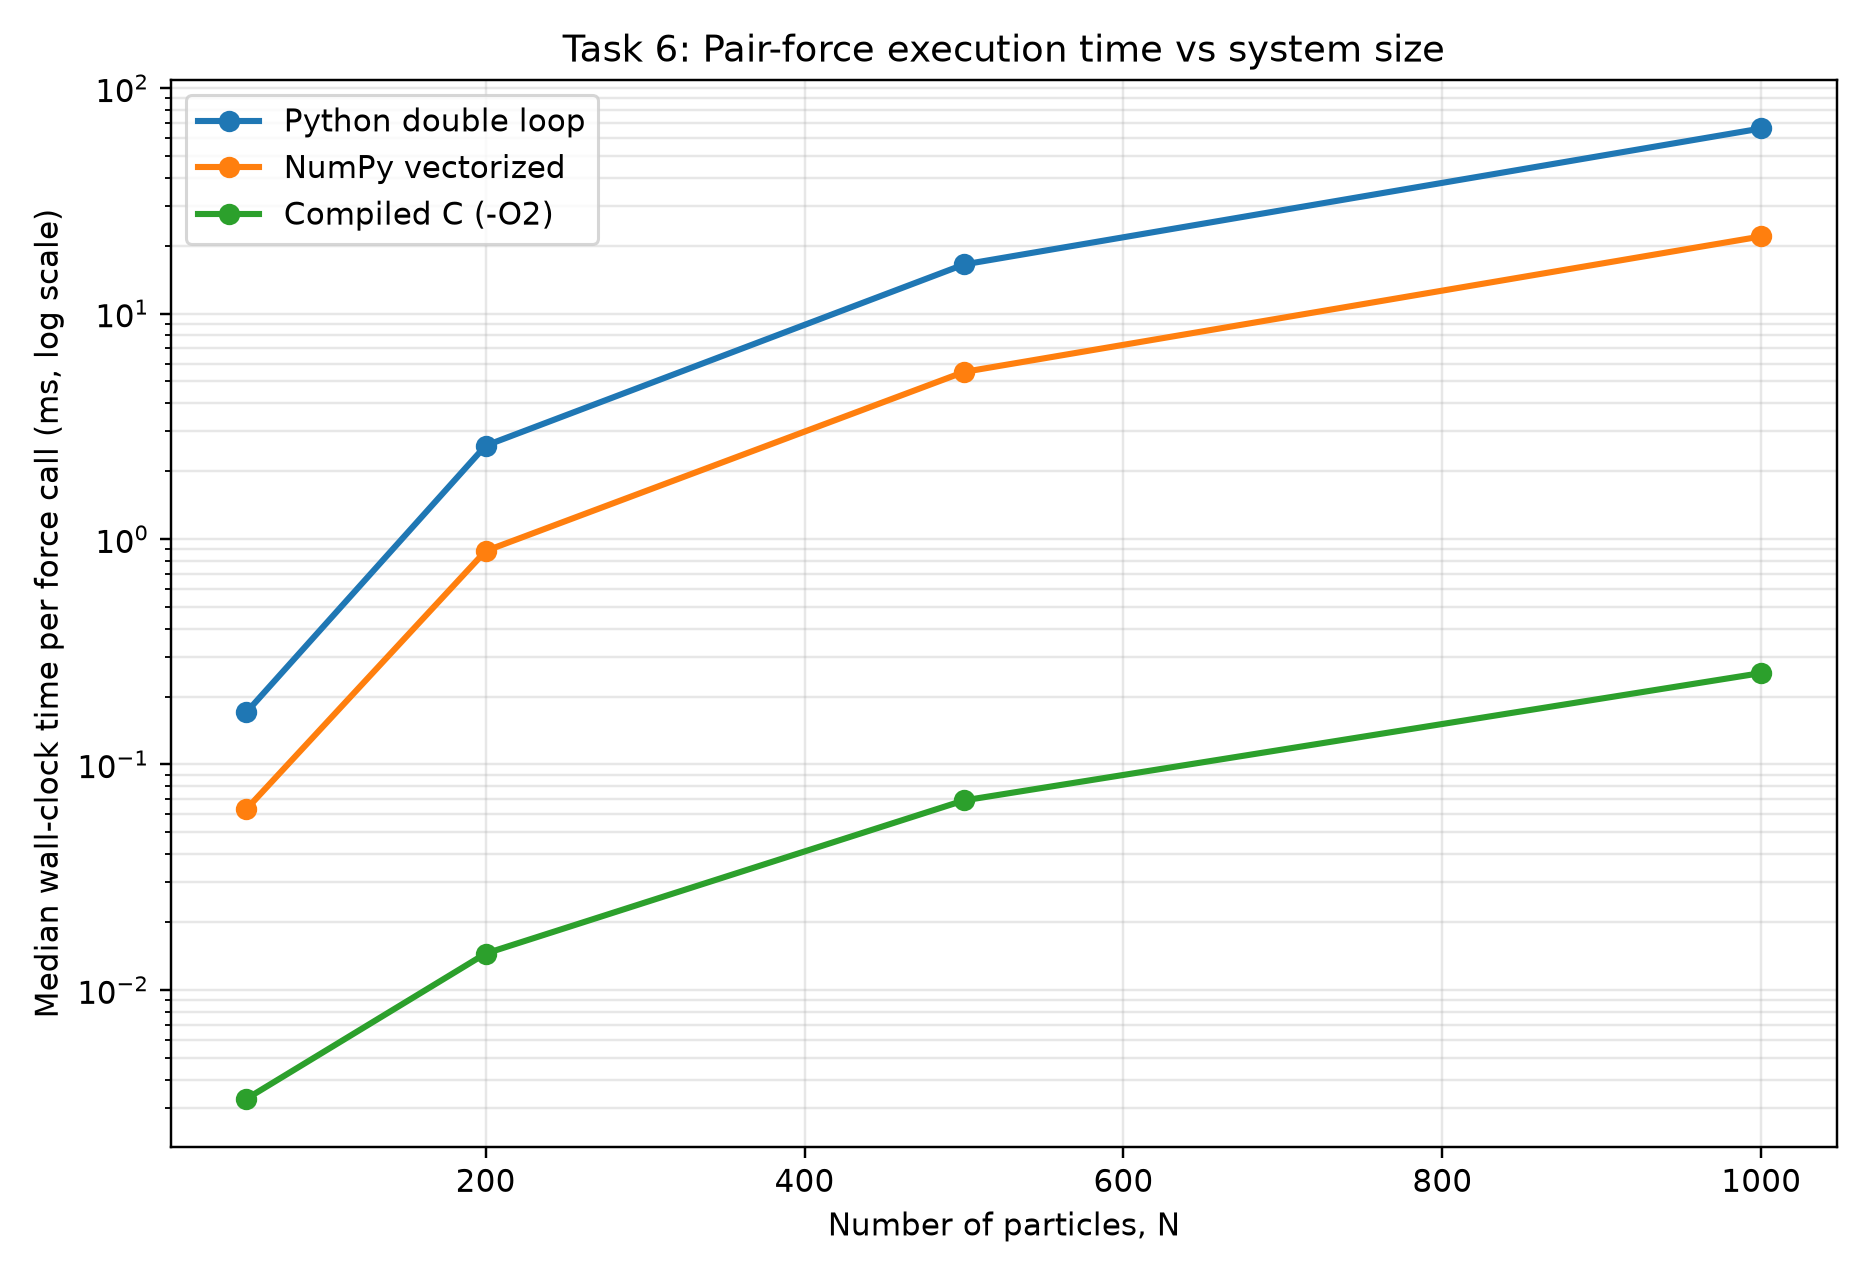 Task 6: Pair-force execution time vs system size
Python double loop
NumPy vectorized
Compiled C (-O2)
Median wall-clock time per force call (ms, log scale)
10²
10¹
10⁰
10⁻¹
10⁻²
200 400 600 800 1000
Number of particles, N